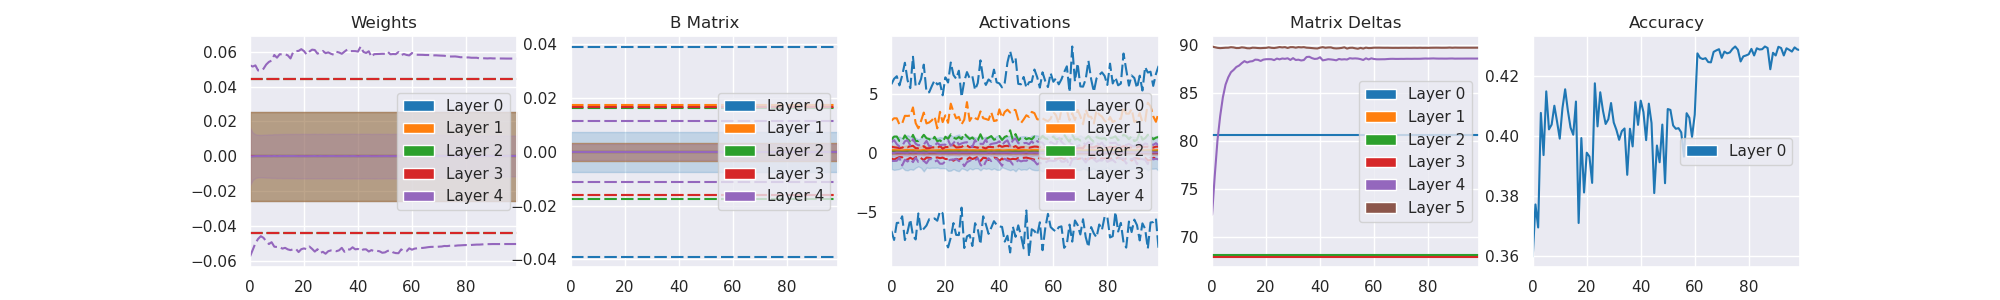 Weights
0.06
0.04
0.02
0.00
−0.02
−0.04
−0.06
0 20 40 60 80
Layer 0
Layer 1
Layer 2
Layer 3
Layer 4
B Matrix
0.04
0.02
0.00
−0.02
−0.04
0 20 40 60 80
Layer 0
Layer 1
Layer 2
Layer 3
Layer 4
Activations
5
0
−5
0 20 40 60 80
Layer 0
Layer 1
Layer 2
Layer 3
Layer 4
Matrix Deltas
90
85
80
75
70
0 20 40 60 80
Layer 0
Layer 1
Layer 2
Layer 3
Layer 4
Layer 5
Accuracy
0.42
0.40
0.38
0.36
0 20 40 60 80
Layer 0